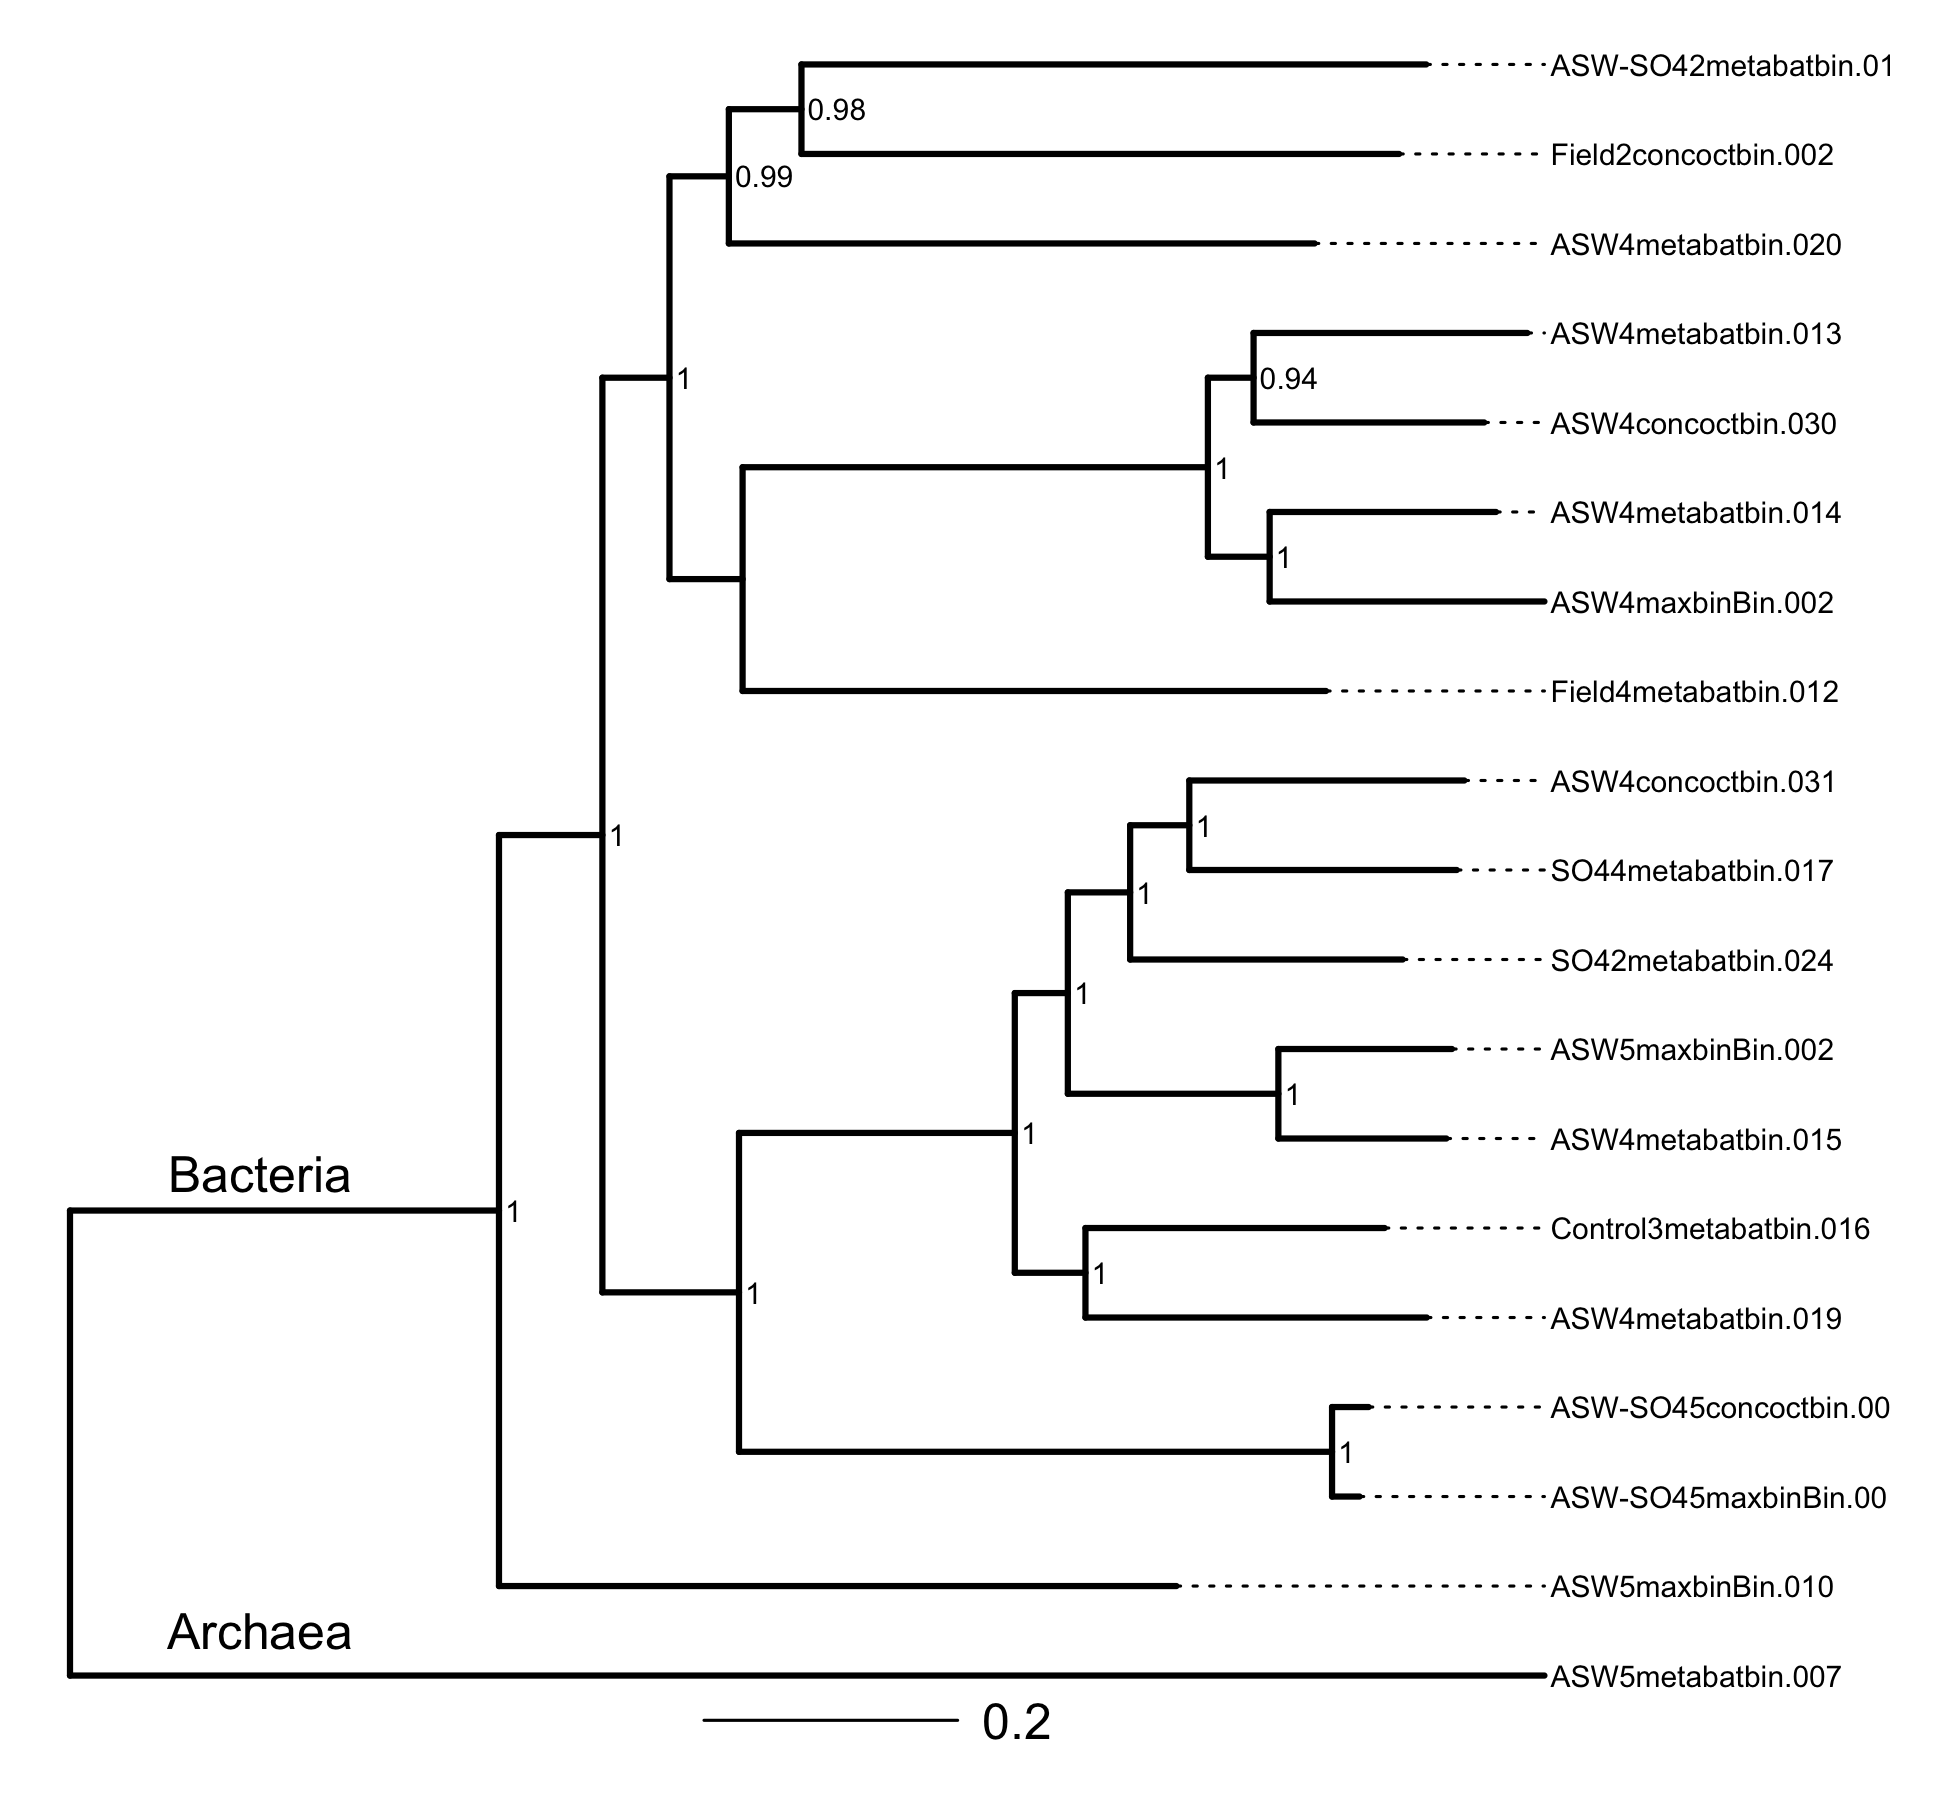 ASW-SO42metabatbin.01
0.98
Field2concoctbin.002
0.99
ASW4metabatbin.020
ASW4metabatbin.013
1
0.94
ASW4concoctbin.030
1
ASW4metabatbin.014
1
ASW4maxbinBin.002
Field4metabatbin.012
ASW4concoctbin.031
1
1
SO44metabatbin.017
1
SO42metabatbin.024
1
ASW5maxbinBin.002
1
1
ASW4metabatbin.015
Bacteria
1
Control3metabatbin.016
1
1
ASW4metabatbin.019
ASW-SO45concoctbin.00
1
ASW-SO45maxbinBin.00
ASW5maxbinBin.010
Archaea
ASW5metabatbin.007
0.2